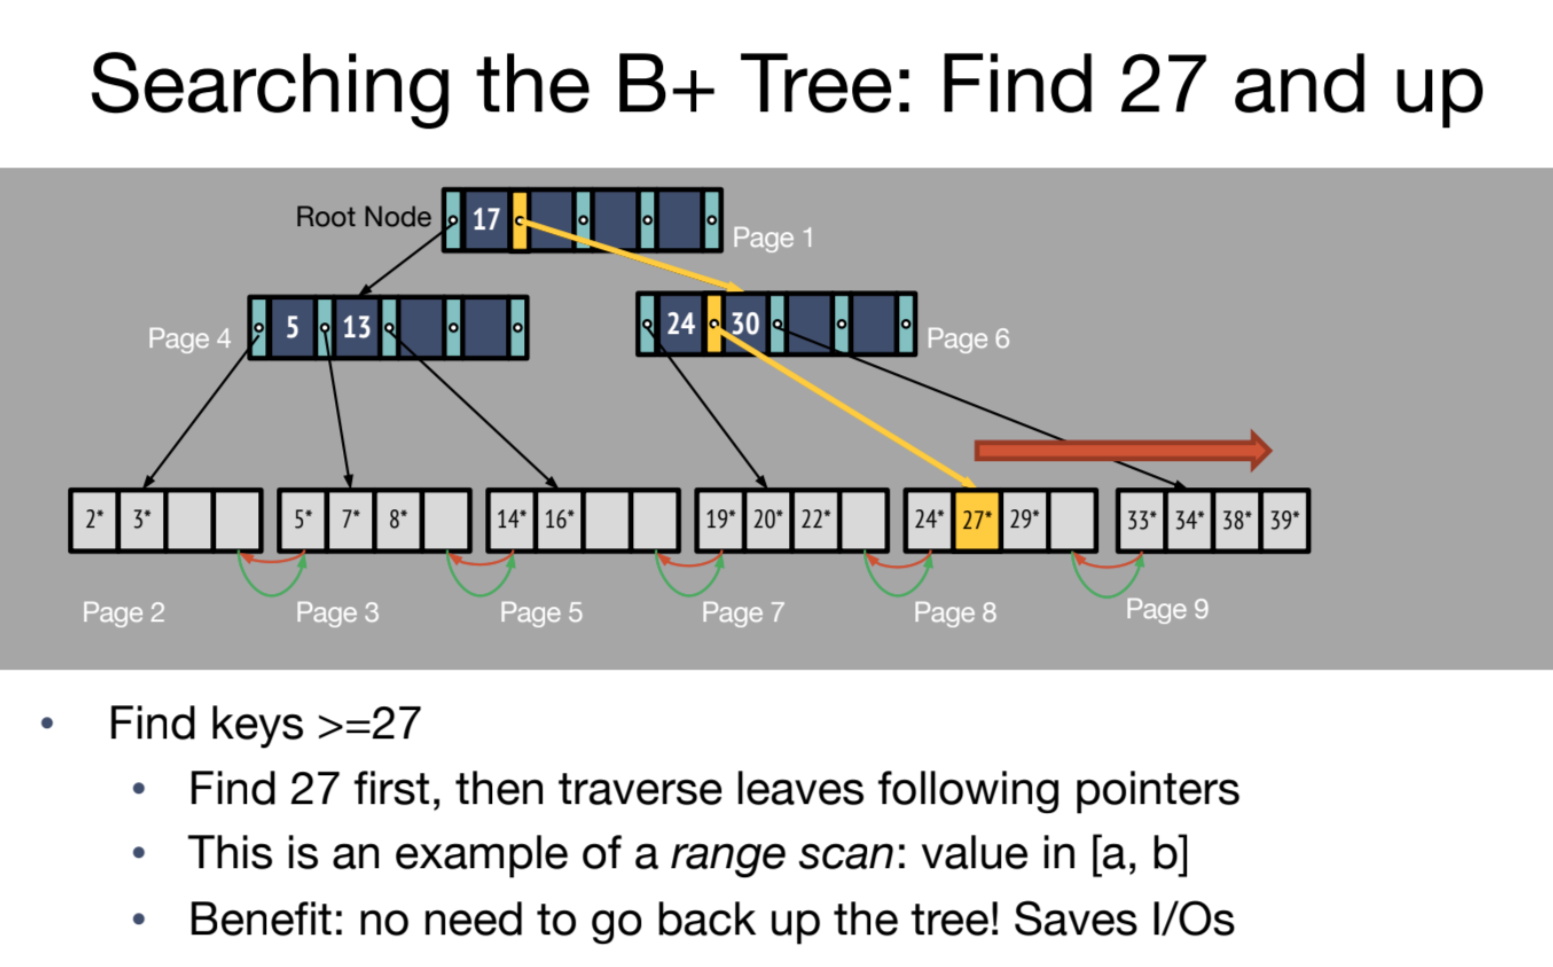 Searching the B+ Tree: Find 27 and up
Root Node
17
Page 1
Page 4
5 13
24 30
Page 6
2* 3*
5* 7* 8*
14* 16*
19* 20* 22*
24* 27* 29*
33* 34* 38* 39*
Page 2
Page 3
Page 5
Page 7
Page 8
Page 9
• Find keys >=27
• Find 27 first, then traverse leaves following pointers
• This is an example of a range scan: value in [a, b]
• Benefit: no need to go back up the tree! Saves I/Os